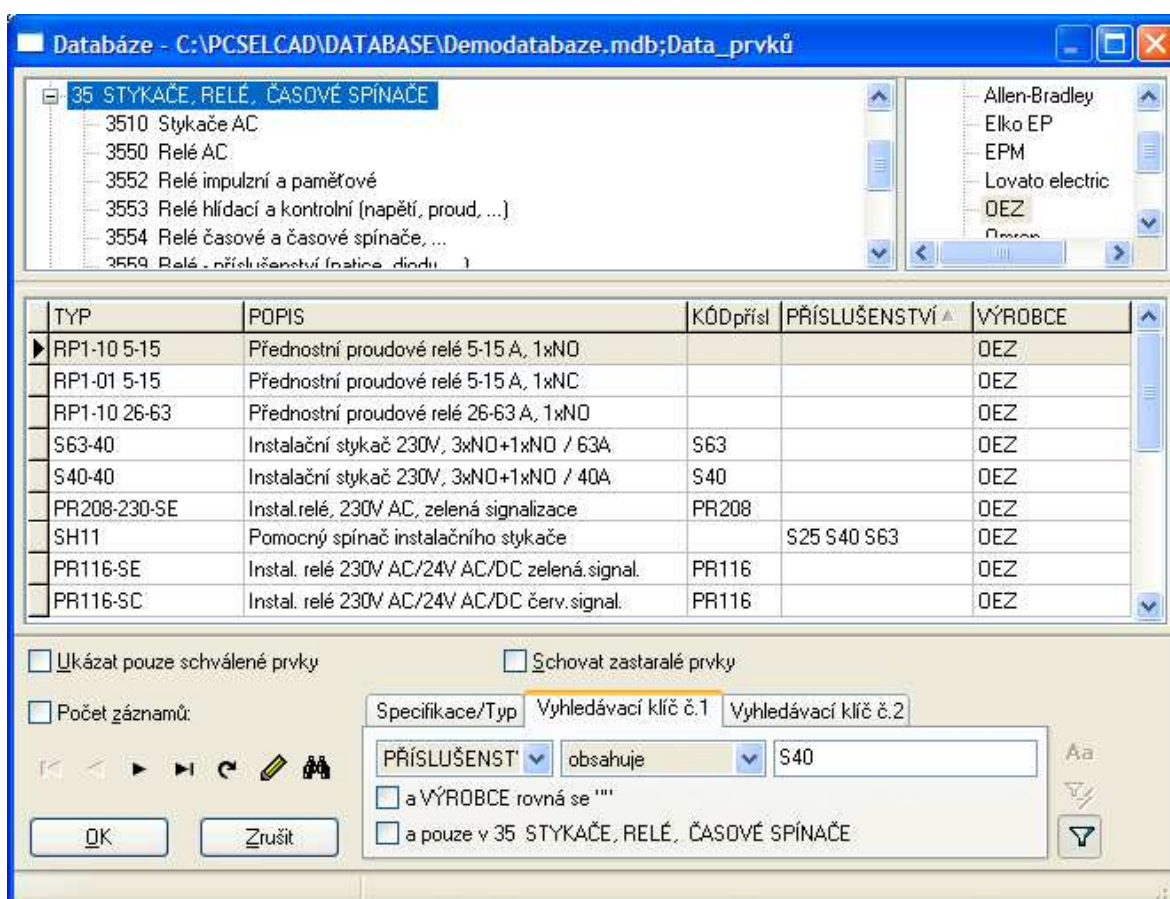 Databáze - C:\PCSELCAD\DATABASE\Demodatabaze.mdb;Data_prvků
35 STYKAČE, RELÉ, ČASOVÉ SPÍNAČE
3510 Stykače AC
3550 Relé AC
3552 Relé impulzní a paměťové
3553 Relé hlídací a kontrolní (napětí, proud, ...)
3554 Relé časové a časové spínače, ...
3559 Relé - příslušenství (patice, diody, ...)
Allen-Bradley
Elko EP
EPM
Lovato electric
OEZ
Omron
TYP POPIS KÓDpřísl PŘÍSLUŠENSTVÍ VÝROBCE
RP1-10 5-15 Přednostní proudové relé 5-15 A, 1xNO OEZ
RP1-01 5-15 Přednostní proudové relé 5-15 A, 1xNC OEZ
RP1-10 26-63 Přednostní proudové relé 26-63 A, 1xNO OEZ
S63-40 Instalační stykač 230V, 3xNO+1xNO / 63A S63 OEZ
S40-40 Instalační stykač 230V, 3xNO+1xNO / 40A S40 OEZ
PR208-230-SE Instal.relé, 230V AC, zelená signalizace PR208 OEZ
SH11 Pomocný spínač instalačního stykače S25 S40 S63 OEZ
PR116-SE Instal. relé 230V AC/24V AC/DC zelená.signal. PR116 OEZ
PR116-SC Instal. relé 230V AC/24V AC/DC červ.signal. PR116 OEZ
Ukázat pouze schválené prvky
Schovat zastaralé prvky
Počet záznamů:
Specifikace/Typ Vyhledávací klíč č.1 Vyhledávací klíč č.2
PŘÍSLUŠENST obsahuje S40
a VÝROBCE rovná se ""
a pouze v 35 STYKAČE, RELÉ, ČASOVÉ SPÍNAČE
Aa
OK Zrušit